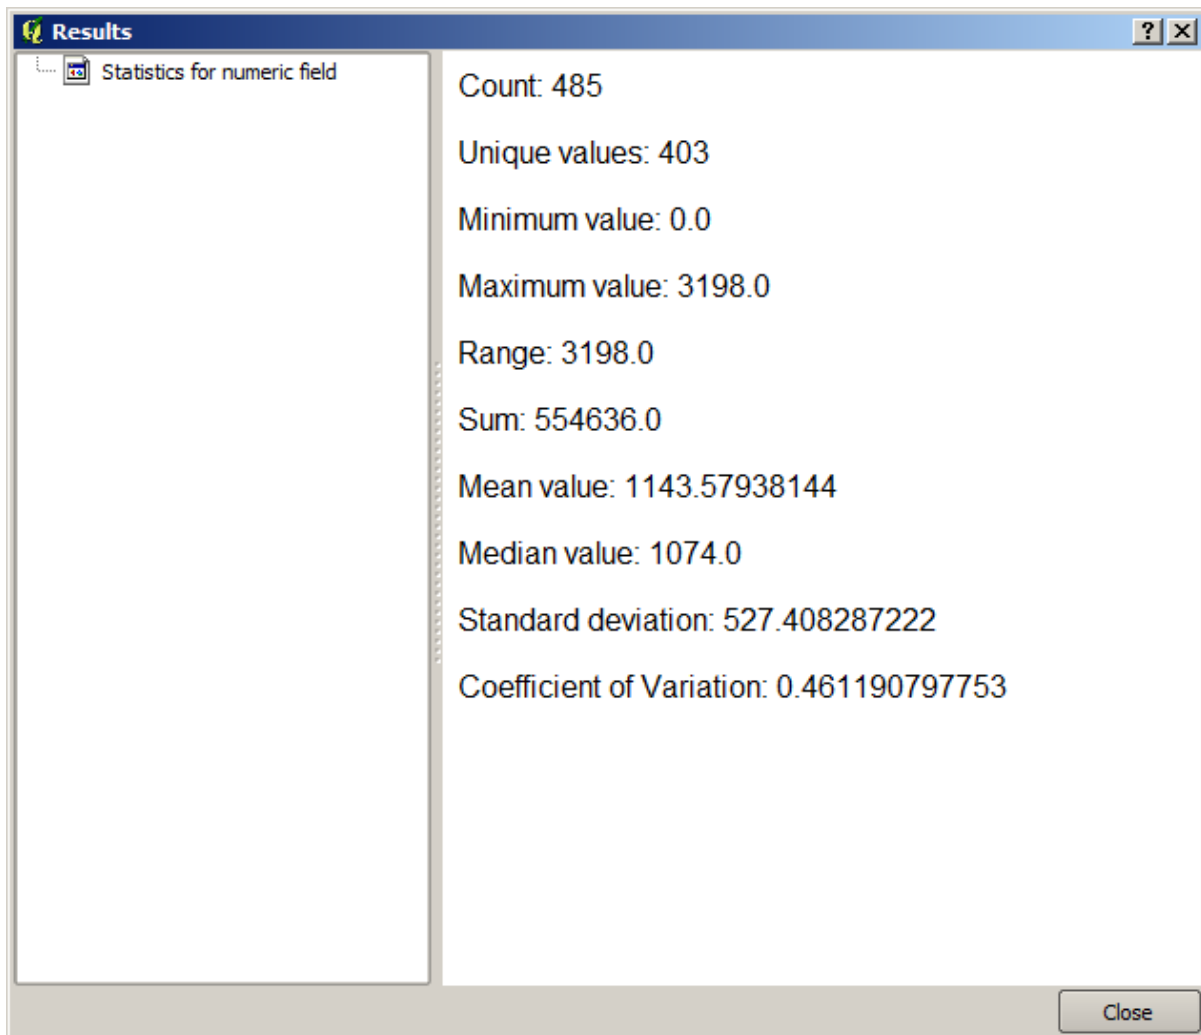 Results
Statistics for numeric field
Count: 485
Unique values: 403
Minimum value: 0.0
Maximum value: 3198.0
Range: 3198.0
Sum: 554636.0
Mean value: 1143.57938144
Median value: 1074.0
Standard deviation: 527.408287222
Coefficient of Variation: 0.461190797753
Close